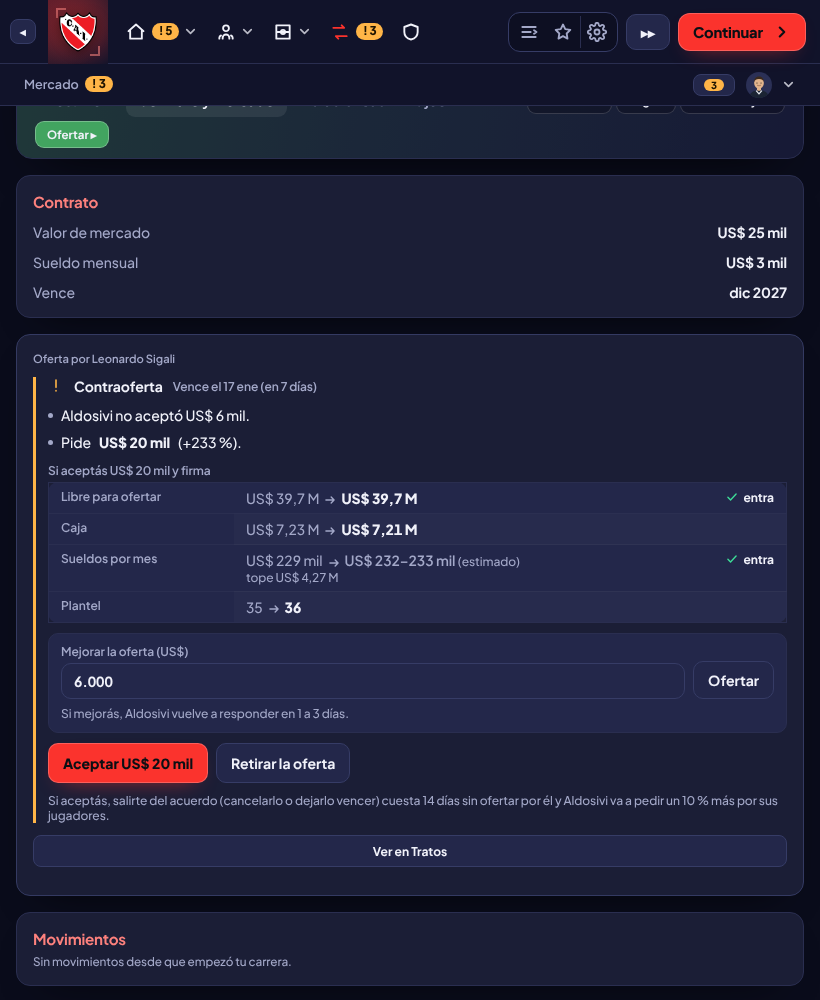 ! 5
! 3
Continuar
Mercado ! 3
3
Ofertar ▸
Contrato
Valor de mercado US$ 25 mil
Sueldo mensual US$ 3 mil
Vence dic 2027
Oferta por Leonardo Sigali
! Contraoferta Vence el 17 ene (en 7 días)
• Aldosivi no aceptó US$ 6 mil.
• Pide US$ 20 mil (+233 %).
Si aceptás US$ 20 mil y firma
Libre para ofertar US$ 39,7 M → US$ 39,7 M ✓ entra
Caja US$ 7,23 M → US$ 7,21 M
Sueldos por mes US$ 229 mil → US$ 232–233 mil (estimado) ✓ entra
tope US$ 4,27 M
Plantel 35 → 36
Mejorar la oferta (US$)
6.000 Ofertar
Si mejorás, Aldosivi vuelve a responder en 1 a 3 días.
Aceptar US$ 20 mil Retirar la oferta
Si aceptás, salirte del acuerdo (cancelarlo o dejarlo vencer) cuesta 14 días sin ofertar por él y Aldosivi va a pedir un 10 % más por sus
jugadores.
Ver en Tratos
Movimientos
Sin movimientos desde que empezó tu carrera.